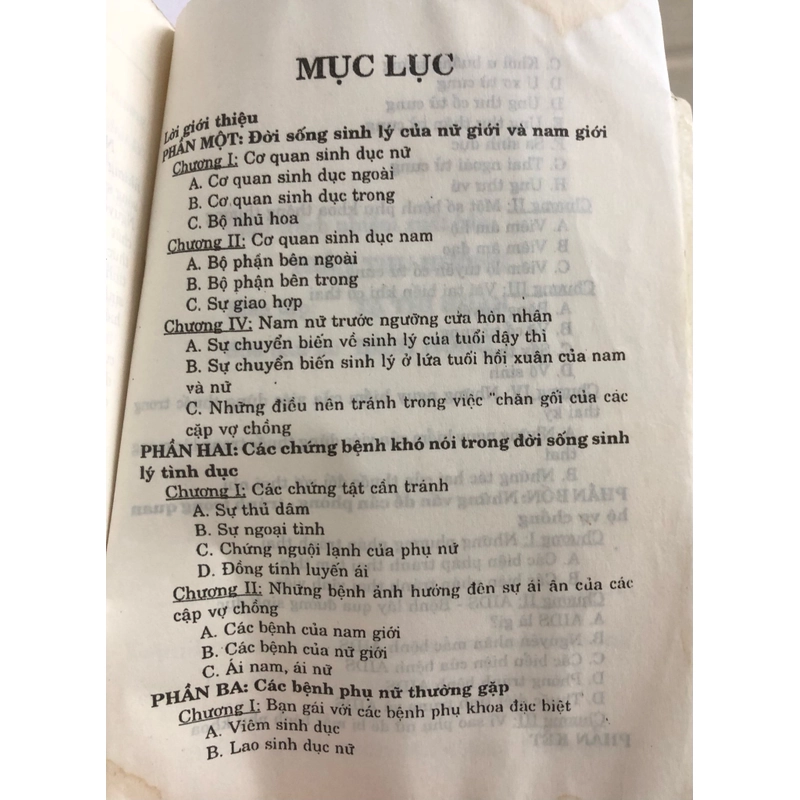 MỤC LỤC
Lời giới thiệu
PHẦN MỘT: Đời sống sinh lý của nữ giới và nam giới
Chương I: Cơ quan sinh dục nữ
A. Cơ quan sinh dục ngoài
B. Cơ quan sinh dục trong
C. Bộ nhũ hoa
Chương II: Cơ quan sinh dục nam
A. Bộ phận bên ngoài
B. Bộ phận bên trong
C. Sự giao hợp
Chương IV: Nam nữ trước ngưỡng cửa hôn nhân
A. Sự chuyển biến về sinh lý của tuổi dậy thì
B. Sự chuyển biến sinh lý ở lứa tuổi hồi xuân của nam
và nữ
C. Những điều nên tránh trong việc "chăn gối của các
cặp vợ chồng
PHẦN HAI: Các chứng bệnh khó nói trong đời sống sinh
lý tình dục
Chương I: Các chứng tật cần tránh
A. Sự thủ dâm
B. Sự ngoại tình
C. Chứng nguội lạnh của phụ nữ
D. Đồng tính luyến ái
Chương II: Những bệnh ảnh hưởng đến sự ái ân của các
cặp vợ chồng
A. Các bệnh của nam giới
B. Các bệnh của nữ giới
C. Ái nam, ái nữ
PHẦN BA: Các bệnh phụ nữ thường gặp
Chương I: Bạn gái với các bệnh phụ khoa đặc biệt
A. Viêm sinh dục
B. Lao sinh dục nữ